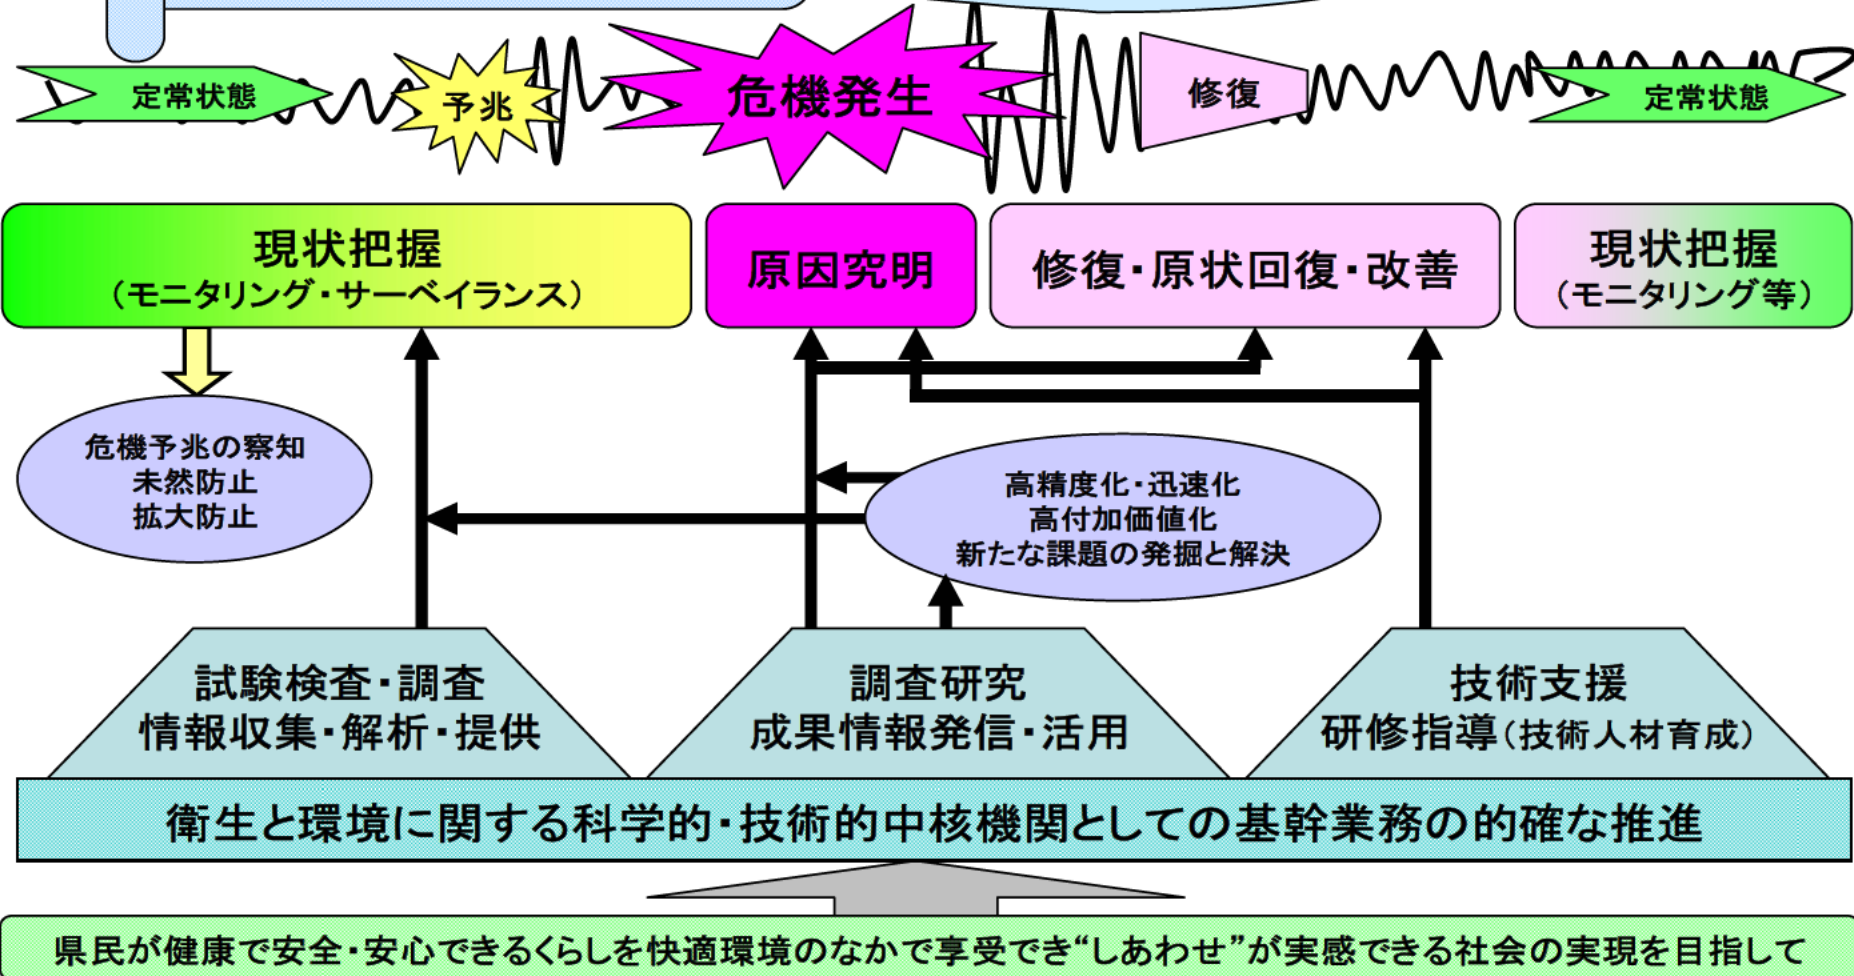 定常状態
予兆
危機発生
修復
定常状態
現状把握
（モニタリング・サーベイランス）
原因究明
修復・原状回復・改善
現状把握
（モニタリング等）
危機予兆の察知
未然防止
拡大防止
高精度化・迅速化
高付加価値化
新たな課題の発掘と解決
試験検査・調査
情報収集・解析・提供
調査研究
成果情報発信・活用
技術支援
研修指導（技術人材育成）
衛生と環境に関する科学的・技術的中核機関としての基幹業務の的確な推進
県民が健康で安全・安心できるくらしを快適環境のなかで享受でき“しあわせ”が実感できる社会の実現を目指して